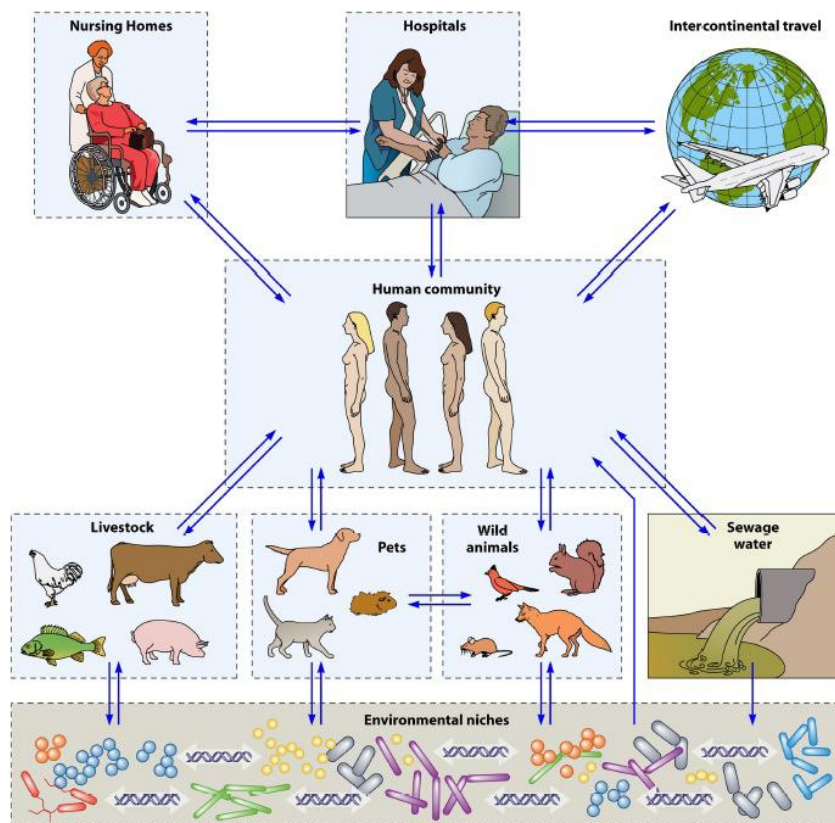 Nursing Homes
Hospitals
Intercontinental travel
Human community
Livestock
Pets
Wild
animals
Sewage
water
Environmental niches